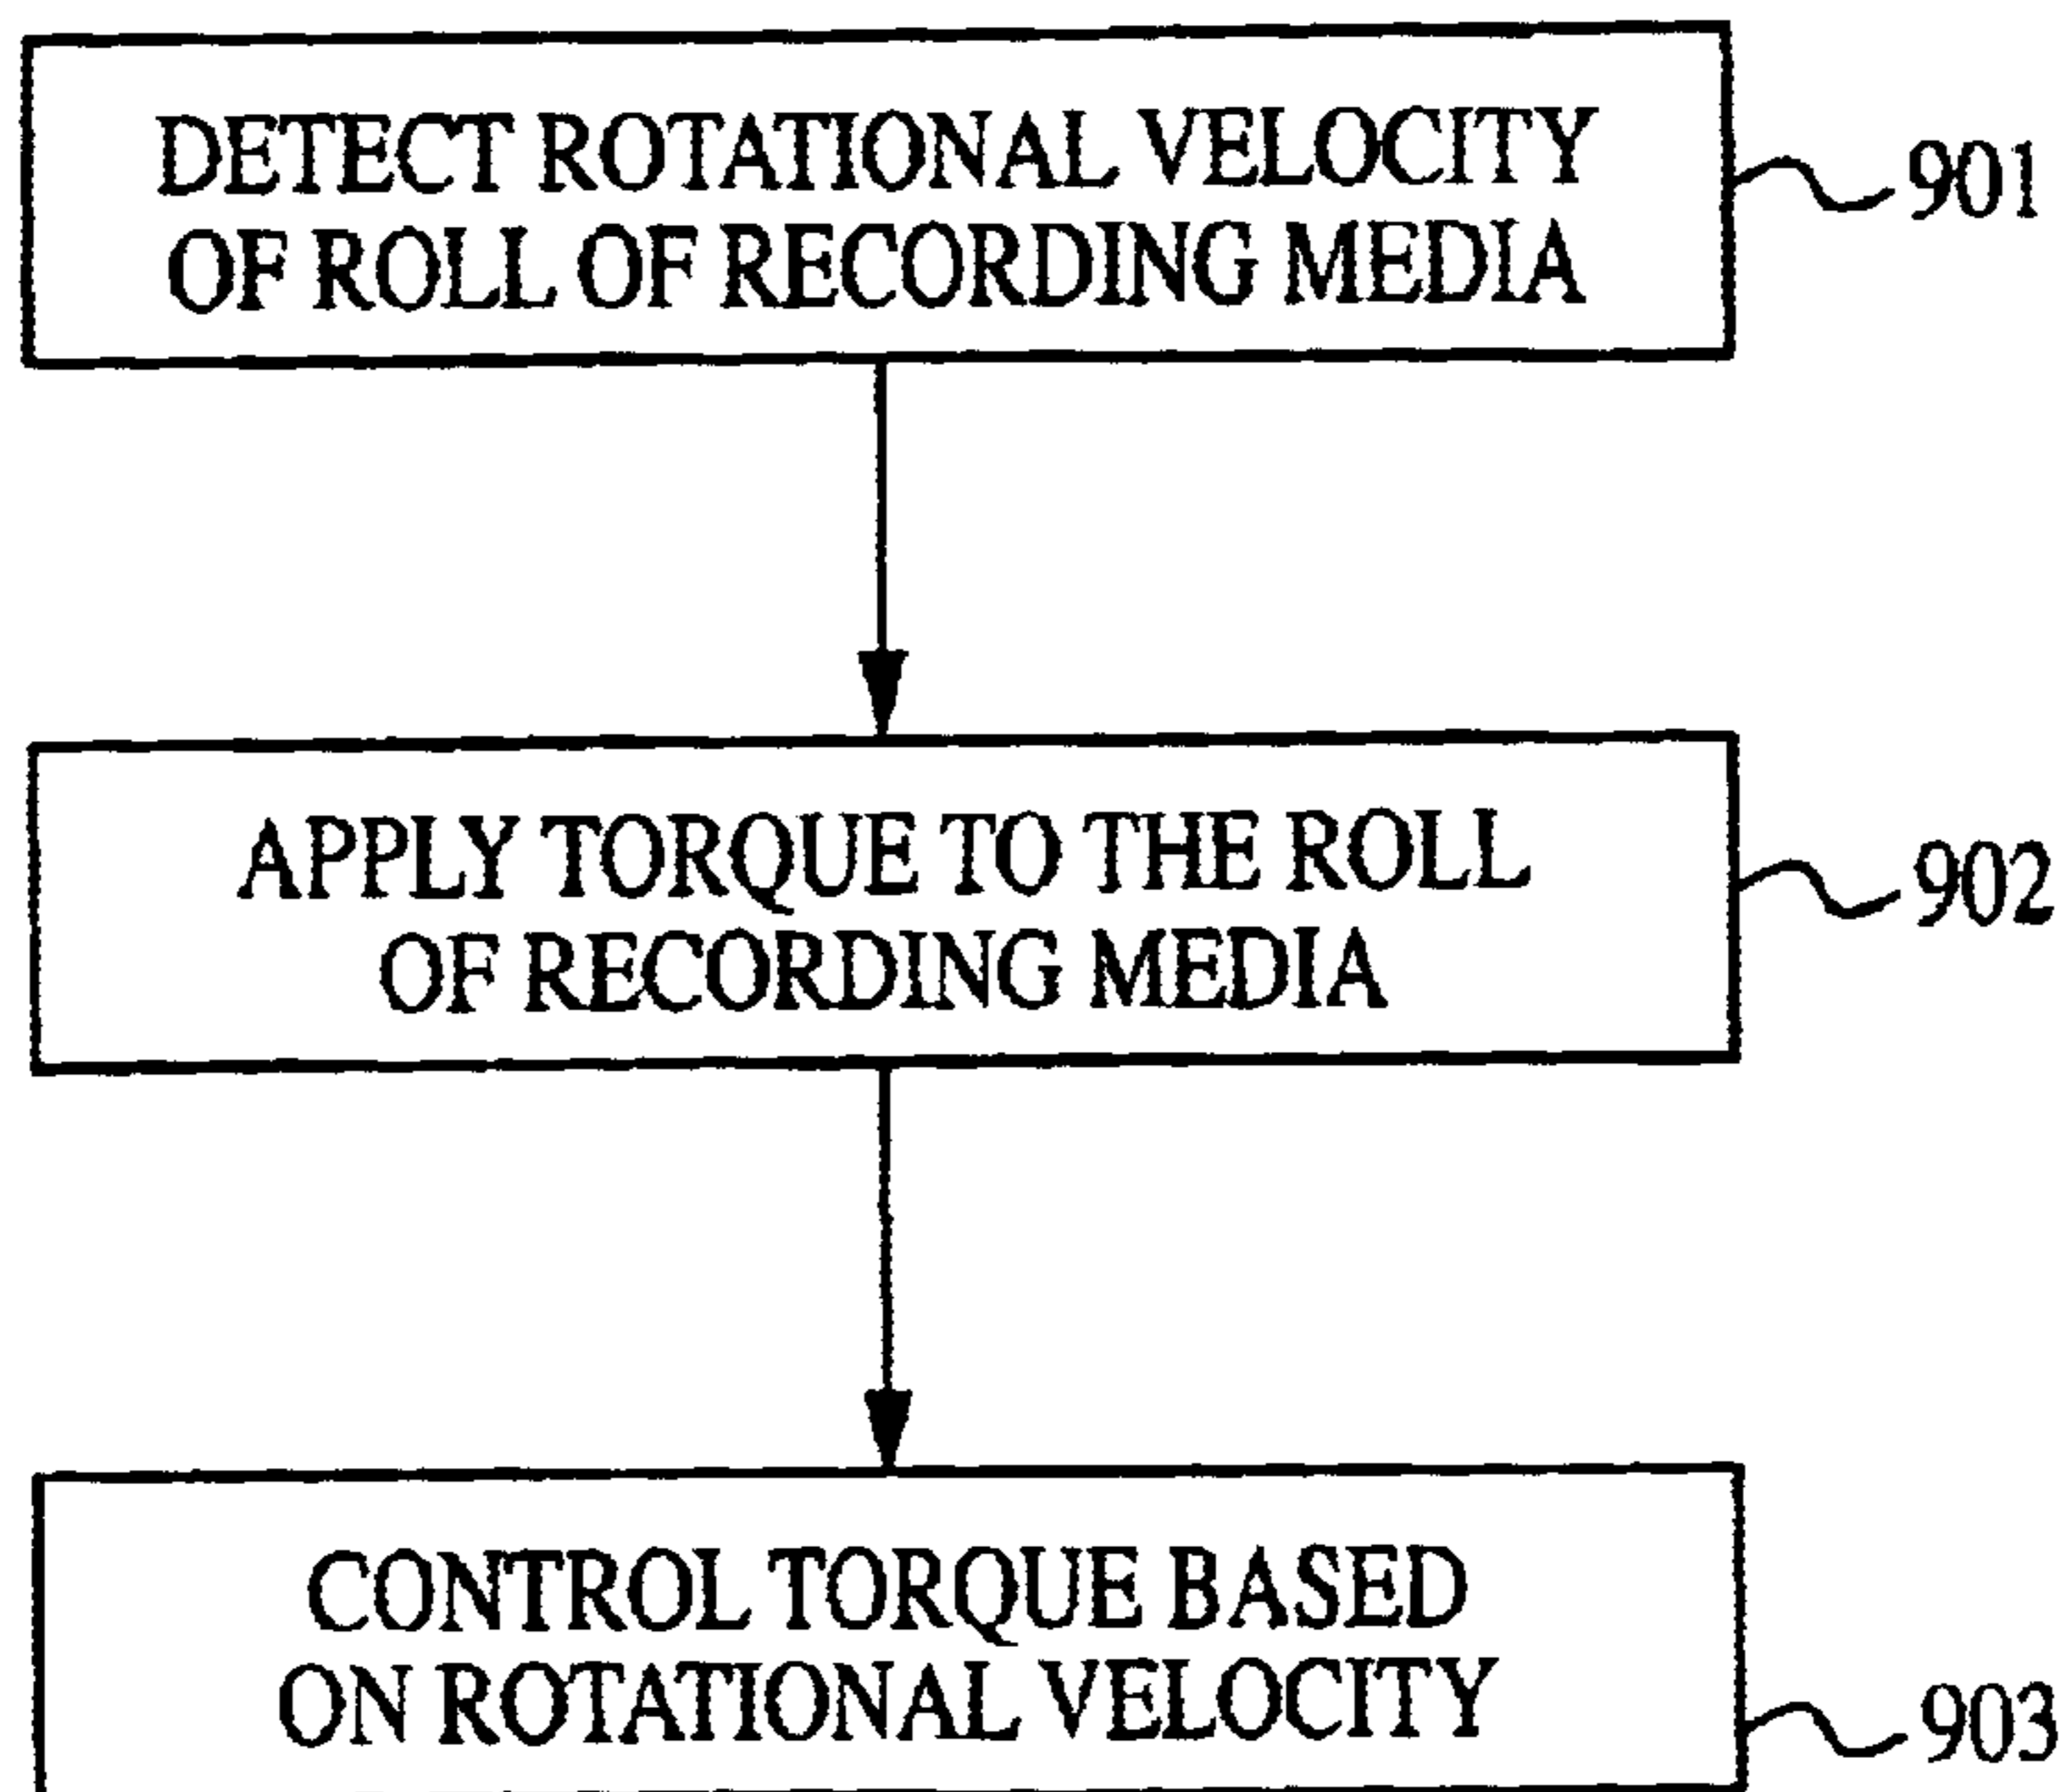 DETECT ROTATIONAL VELOCITY
OF ROLL OF RECORDING MEDIA
901
APPLY TORQUE TO THE ROLL
OF RECORDING MEDIA
902
CONTROL TORQUE BASED
ON ROTATIONAL VELOCITY
903